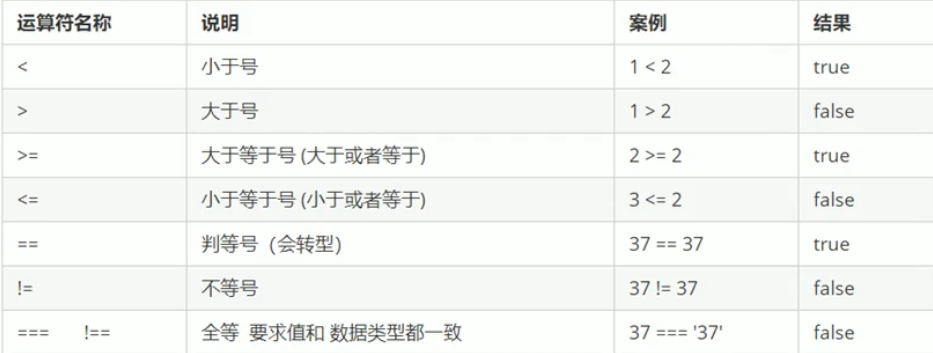 运算符名称 说明 案例 结果
< 小于号 1 < 2 true
> 大于号 1 > 2 false
>= 大于等于号 (大于或者等于) 2 >= 2 true
<= 小于等于号 (小于或者等于) 3 <= 2 false
== 判等号（会转型） 37 == 37 true
!= 不等号 37 != 37 false
=== !== 全等 要求值和 数据类型都一致 37 === '37' false